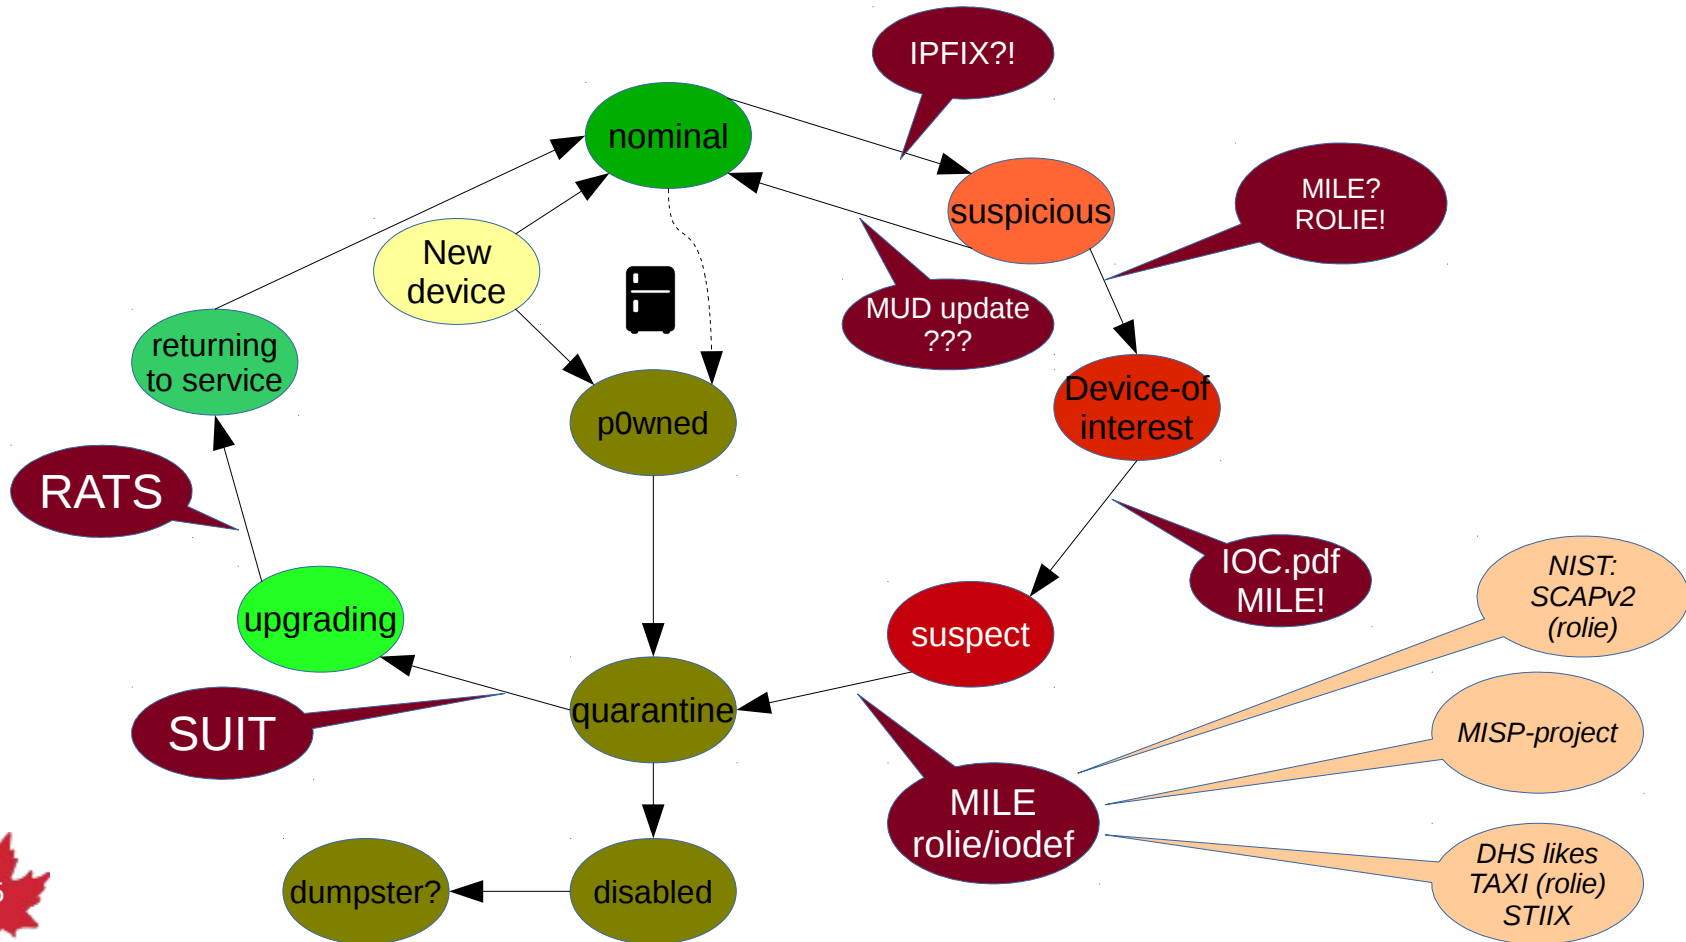 IPFIX?!
nominal
suspicious
MILE?
ROLIE!
New
device
MUD update
???
returning
to service
p0wned
Device-of
interest
RATS
IOC.pdf
MILE!
NIST:
SCAPv2
(rolie)
upgrading
suspect
quarantine
SUIT
MISP-project
MILE
rolie/iodef
dumpster?
disabled
DHS likes
TAXI (rolie)
STIIX